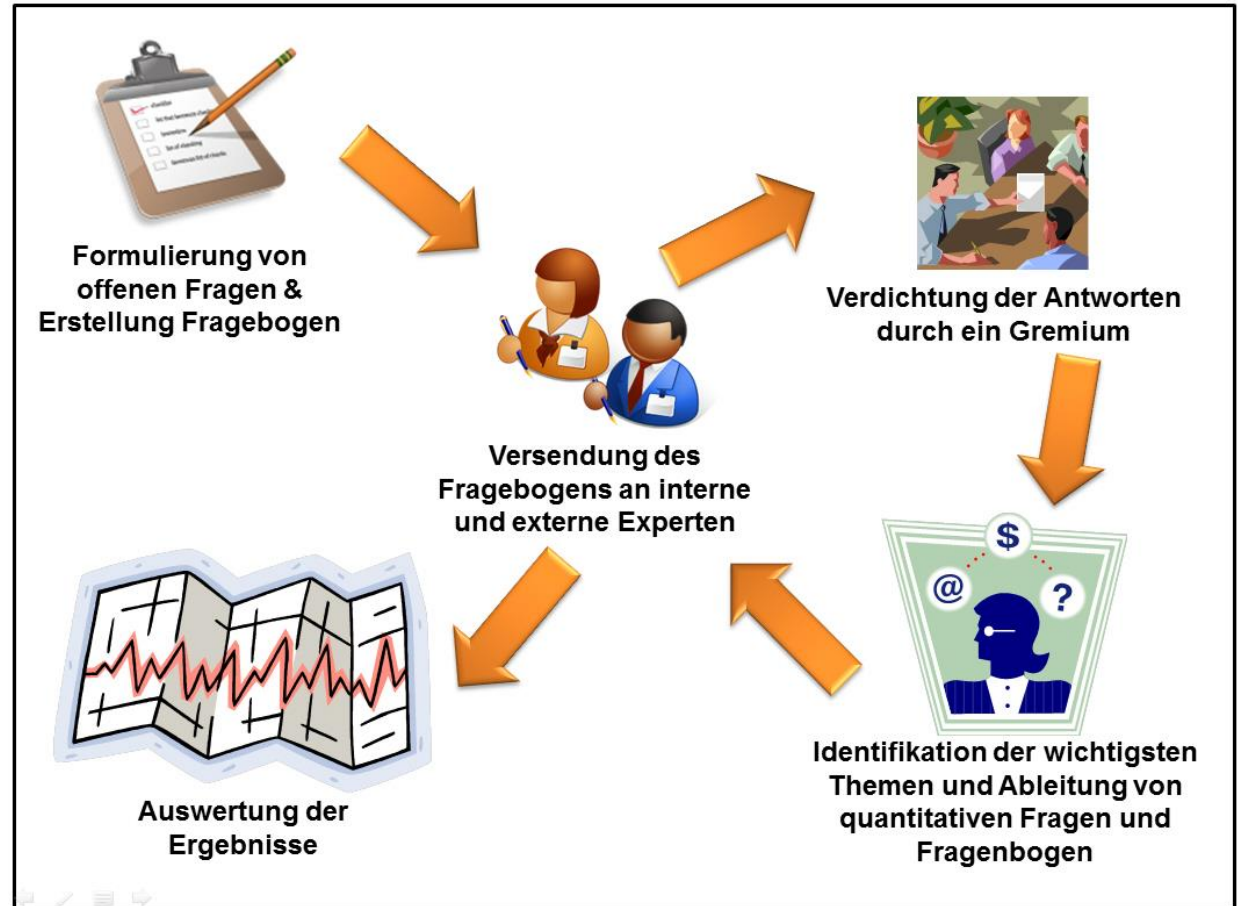 Formulierung von
offenen Fragen &
Erstellung Fragebogen
Versendung des
Fragebogens an interne
und externe Experten
Verdichtung der Antworten
durch ein Gremium
$
@
?
Identifikation der wichtigsten
Themen und Ableitung von
quantitativen Fragen und
Fragenbogen
Auswertung der
Ergebnisse